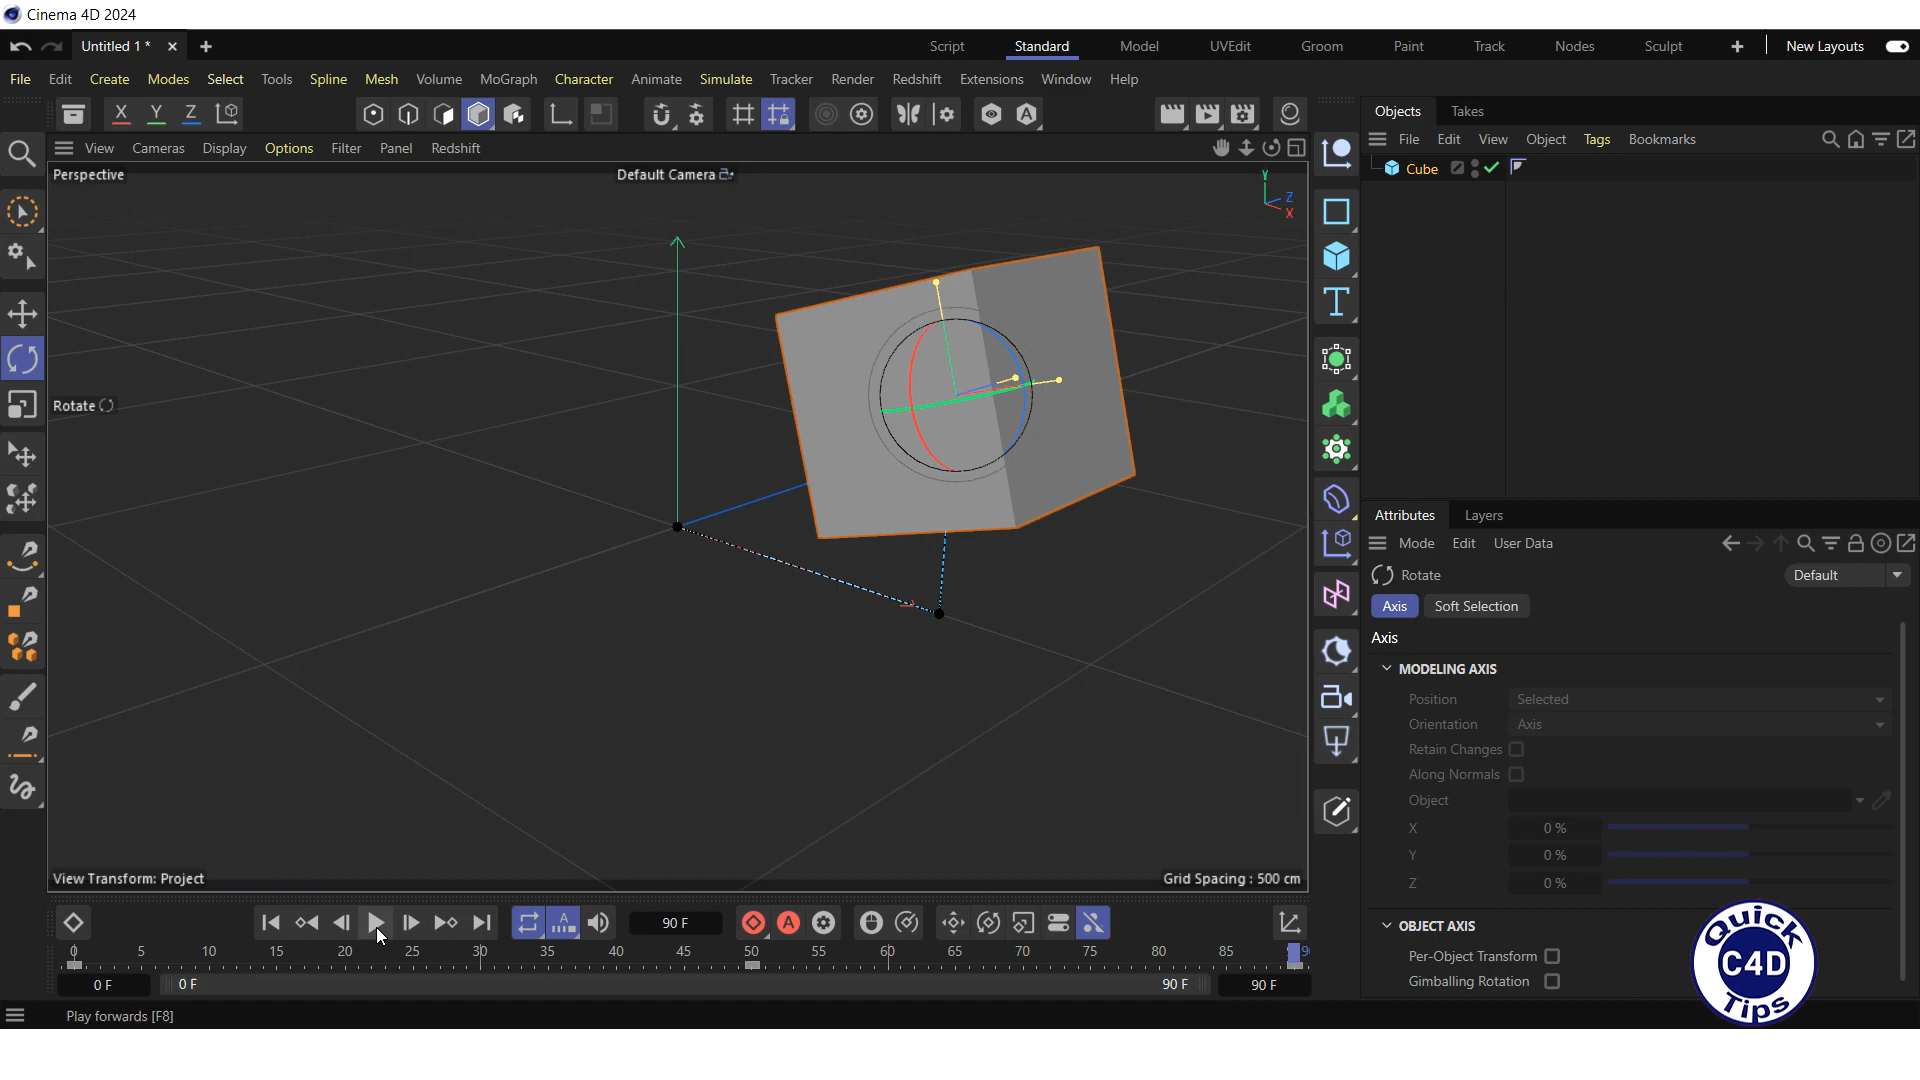 Cinema 4D 2024
Untitled 1 *
Script Standard Model UVEdit Groom Paint Track Nodes Sculpt New Layouts
File Edit Create Modes Select Tools Spline Mesh Volume MoGraph Character Animate Simulate Tracker Render Redshift Extensions Window Help
X Y Z
A
Objects Takes
View Cameras Display Options Filter Panel Redshift
File Edit View Object Tags Bookmarks
Perspective
Default Camera
Cube
Y
Z
X
T
Rotate
Attributes Layers
Mode Edit User Data
Rotate
Default
Axis Soft Selection
Axis
MODELING AXIS
Position Selected
Orientation Axis
Retain Changes
Along Normals
Object
X 0 %
Y 0 %
Z 0 %
View Transform: Project
Grid Spacing : 500 cm
OBJECT AXIS
Per-Object Transform
Gimballing Rotation
A
90 F
A
0 5 10 15 20 25 30 35 40 45 50 55 60 65 70 75 80 85
0 F
0 F
90 F
90 F
Play forwards [F8]
Quick
C4D
Tips